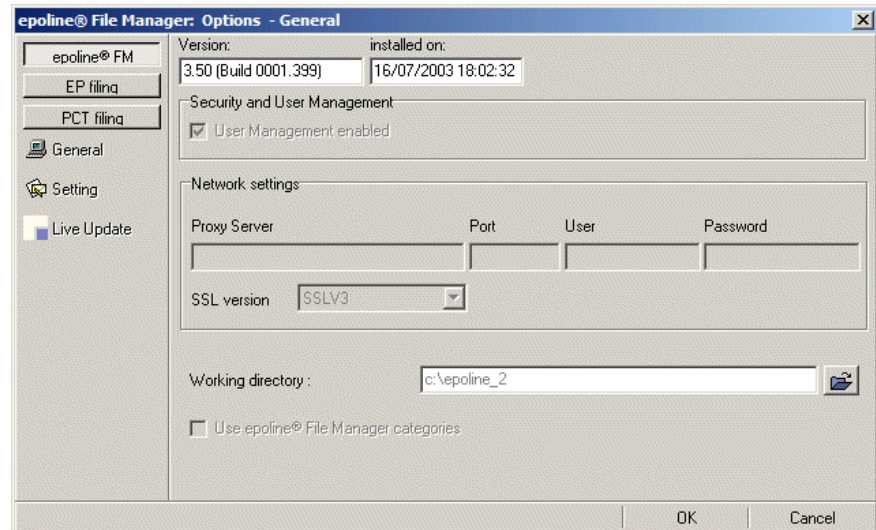 epoline® File Manager: Options - General
epoline® FM
EP filing
PCT filing
General
Setting
Live Update
Version:
installed on:
3.50 (Build 0001.399)
16/07/2003 18:02:32
Security and User Management
User Management enabled
Network settings
Proxy Server
Port
User
Password
SSL version
SSLV3
Working directory :
c:\epoline_2
Use epoline® File Manager categories
OK
Cancel